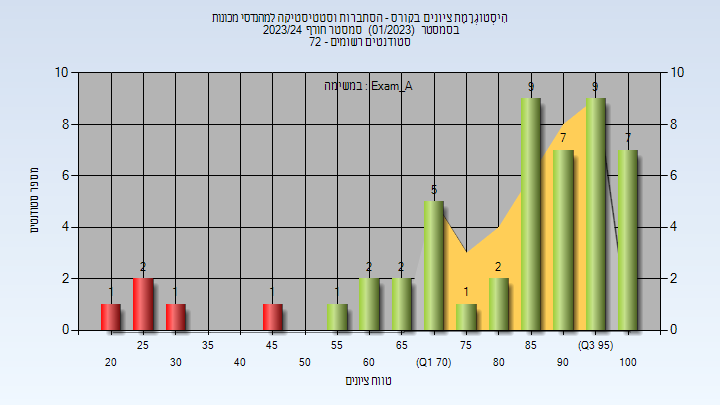 הִיסְטוֹגְרָמַת ציונים בקורס - הסתברות וסטטיסטיקה למהנדסי מכונות
בסמסטר (01/2023) סמסטר חורף 2023/24
סטודנטים רשומים - 72
במשימה : Exam_A
10 10
8 8
6 6
4 4
2 2
0 0
1 2 1 1 1 2 2 5 1 2 9 7 9 7
מספר סטודנטים
25 35 45 55 65 75 85 (Q3 95)
20 30 40 50 60 (Q1 70) 80 90 100
טווח ציונים